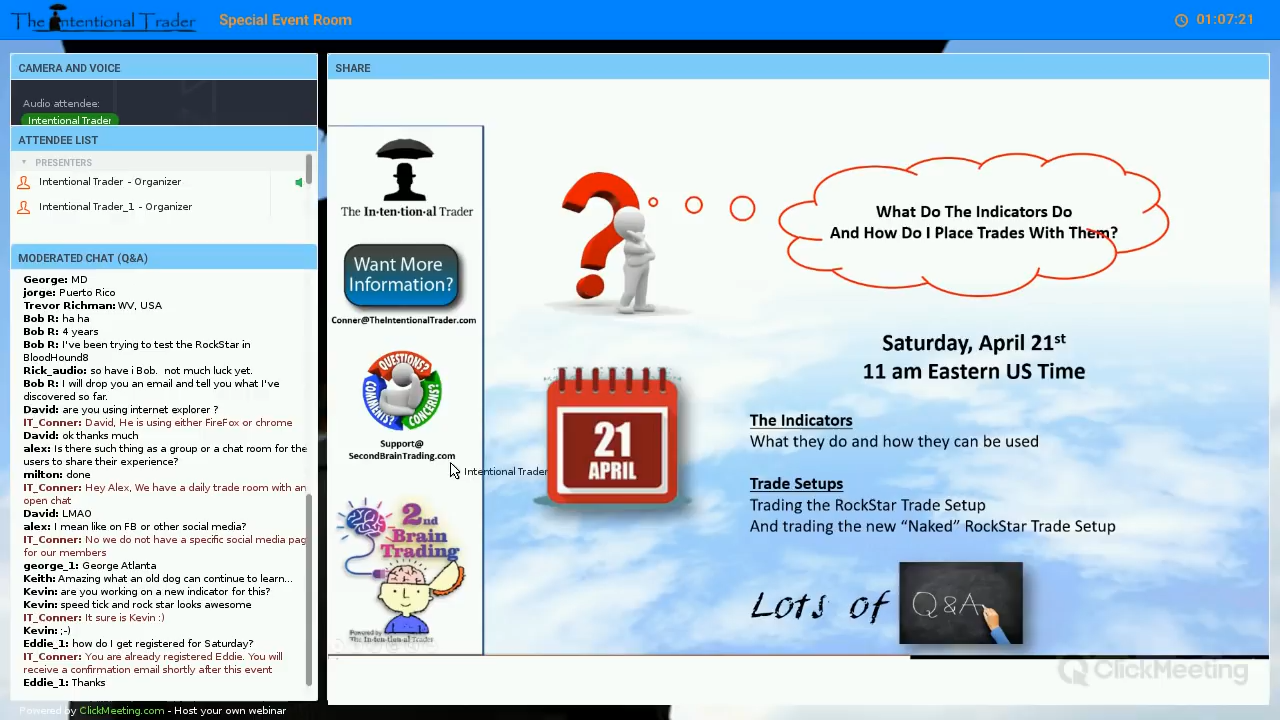 The Intentional Trader
Special Event Room
01:07:21
CAMERA AND VOICE
Audio attendee:
Intentional Trader
ATTENDEE LIST
PRESENTERS
Intentional Trader - Organizer
Intentional Trader_1 - Organizer
MODERATED CHAT (Q&A)
George: MD
jorge: Puerto Rico
Trevor Richman: WV, USA
Bob R: ha ha
Bob R: 4 years
Bob R: I've been trying to test the RockStar in
BloodHound8
Rick_audio: so have i Bob.  not much luck yet.
Bob R: I will drop you an email and tell you what I've
discovered so far.
David: are you using internet explorer ?
IT_Conner: David, He is using either FireFox or chrome
David: ok thanks much
alex: Is there such thing as a group or a chat room for the
users to share their experience?
milton: done
IT_Conner: Hey Alex, We have a daily trade room with an
open chat
David: LMAO
alex: I mean like on FB or other social media?
IT_Conner: No we do not have a specific social media pag
for our members
george_1: George Atlanta
Keith: Amazing what an old dog can continue to learn...
Kevin: are you working on a new indicator for this?
Kevin: speed tick and rock star looks awesome
IT_Conner: It sure is Kevin :)
Kevin: ;-)
Eddie_1: how do I get registered for Saturday?
IT_Conner: You are already registered Eddie. You will
receive a confirmation email shortly after this event
Eddie_1: Thanks
Powered by ClickMeeting.com - Host your own webinar
SHARE
The In·ten·tion·al Trader
Want More
Information?
Conner@TheIntentionalTrader.com
QUESTIONS?
COMMENTS?
CONCERNS?
Support@
SecondBrainTrading.com
Intentional Trader
2nd
Brain
Trading
Powered by
The In·ten·tion·al Trader
What Do The Indicators Do
And How Do I Place Trades With Them?
Saturday, April 21st
11 am Eastern US Time
21
APRIL
The Indicators
What they do and how they can be used
Trade Setups
Trading the RockStar Trade Setup
And trading the new “Naked” RockStar Trade Setup
Lots of
Q&A
ClickMeeting